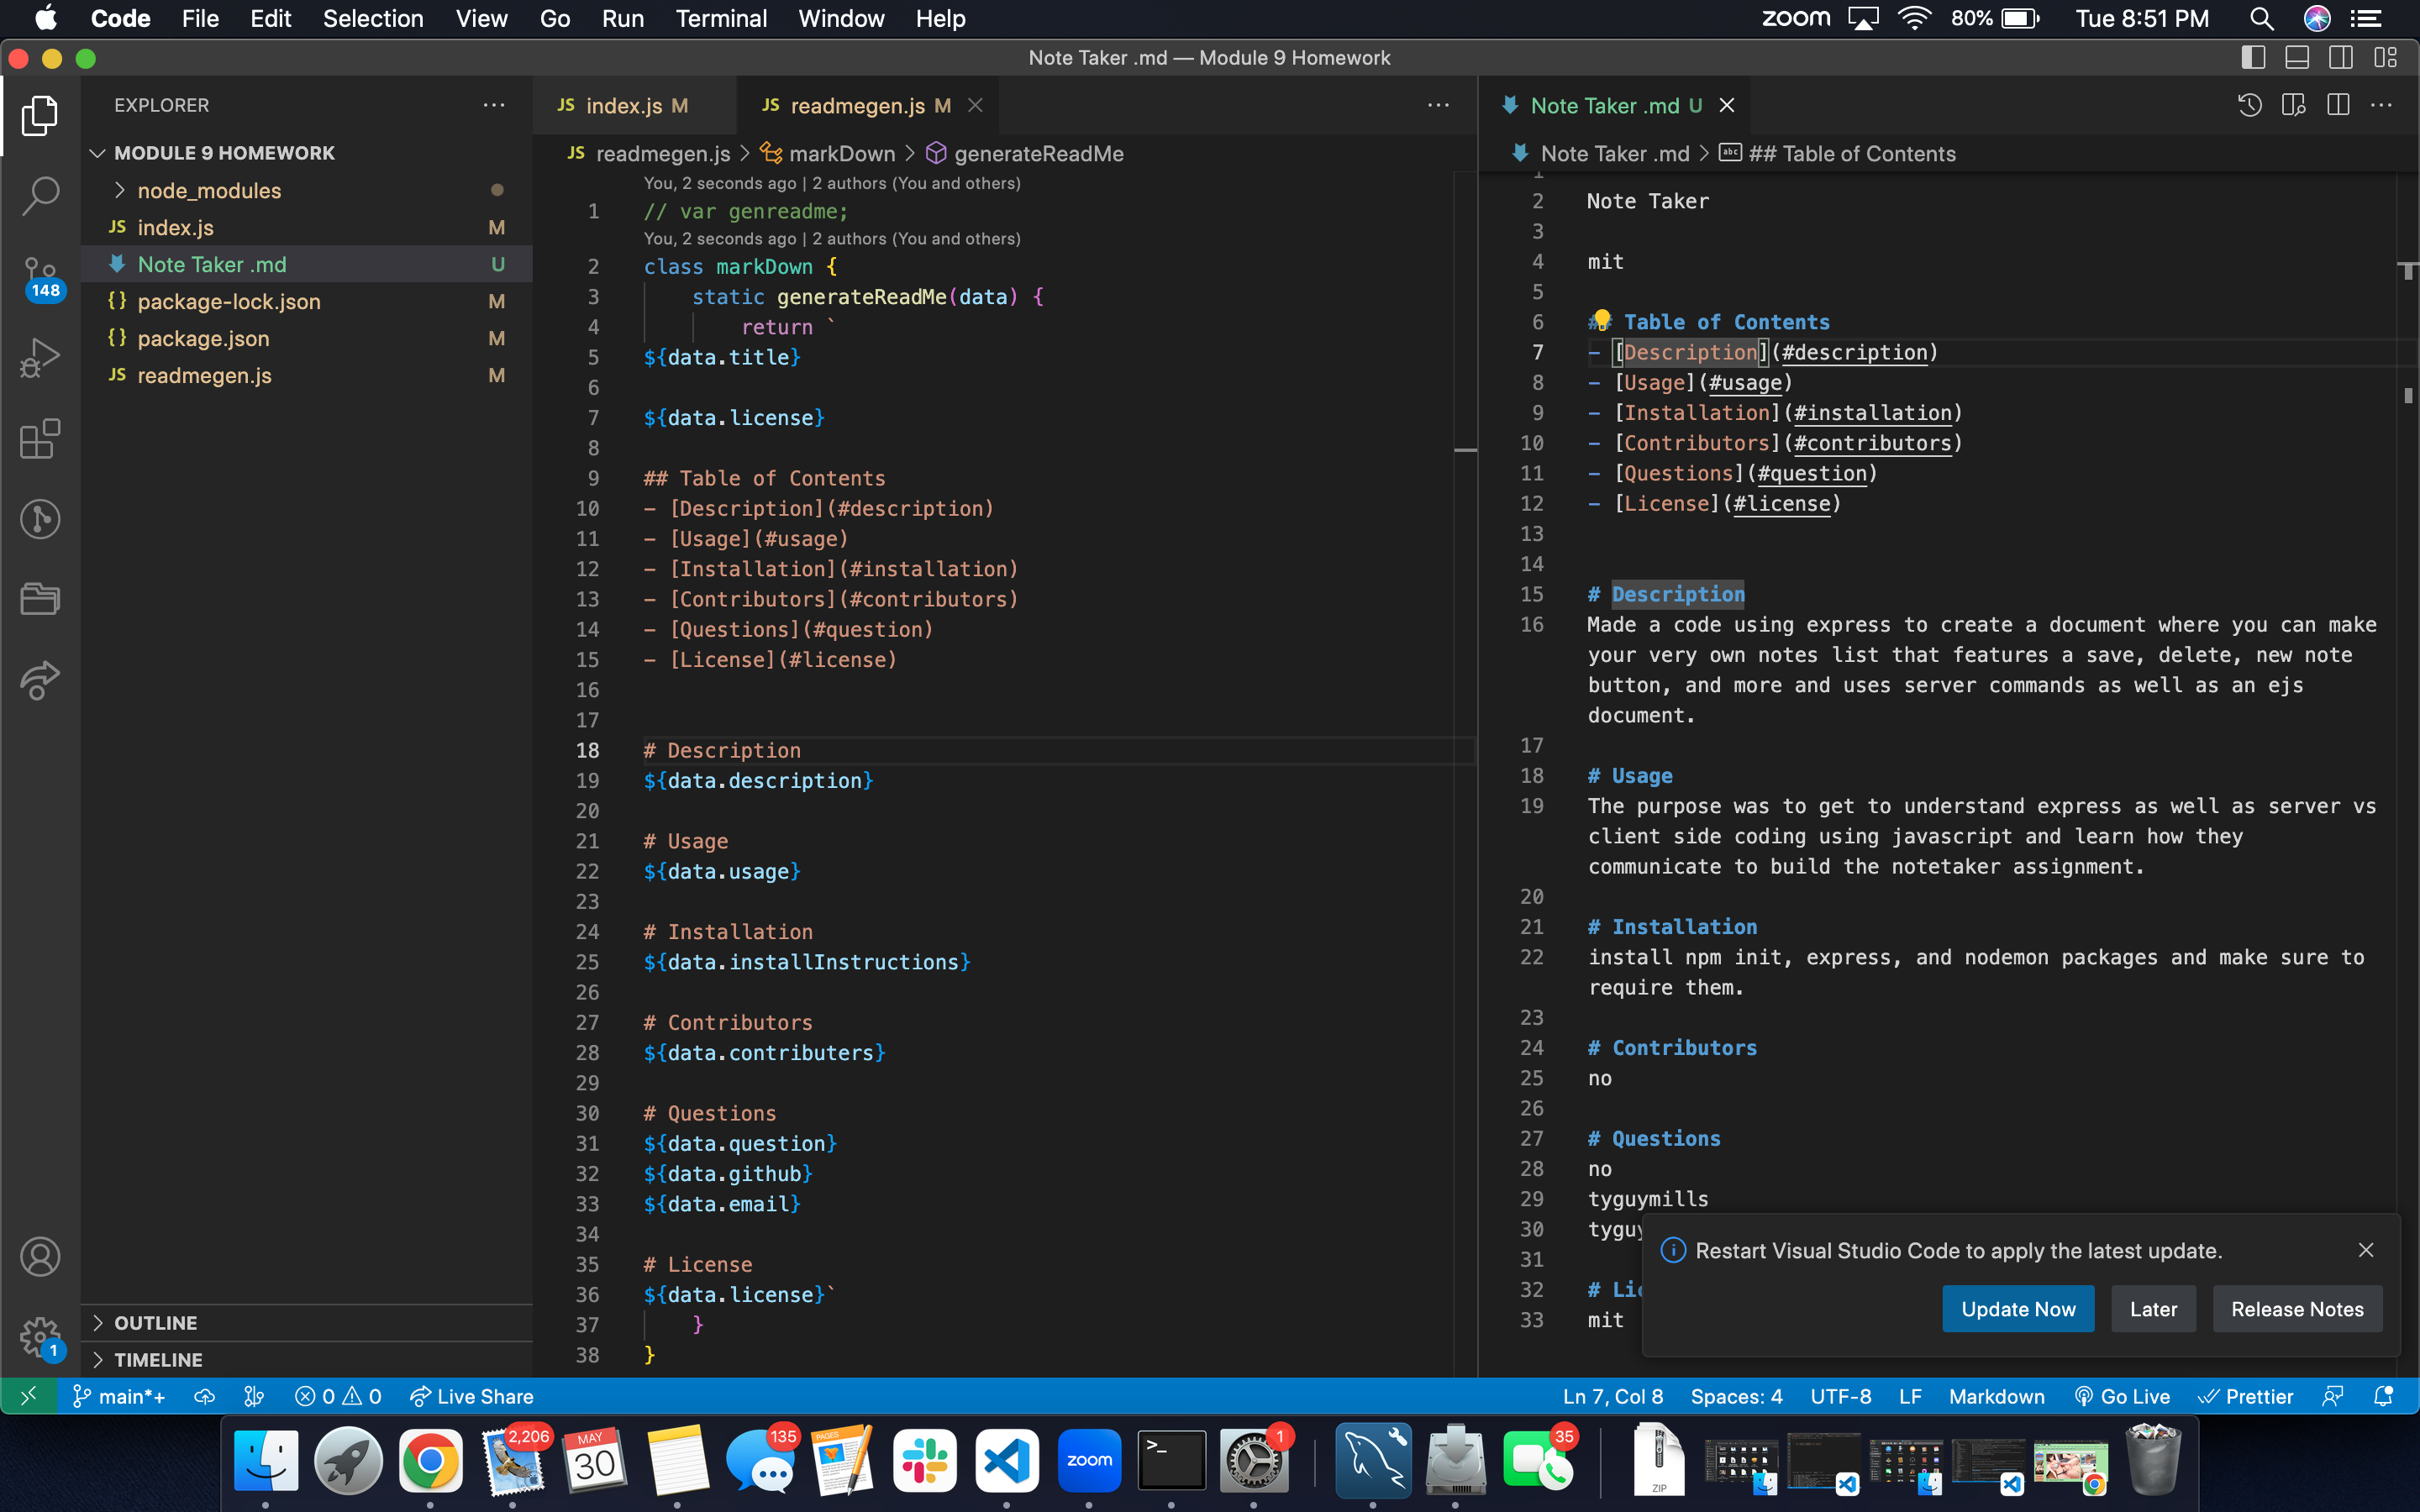 Code File Edit Selection View Go Run Terminal Window Help zoom 80% Tue 8:51 PM
Note Taker .md — Module 9 Homework
EXPLORER
MODULE 9 HOMEWORK
node_modules
JS index.js M
Note Taker .md U
{} package-lock.json M
{} package.json M
JS readmegen.js M
148
1
OUTLINE
TIMELINE
JS index.js M JS readmegen.js M
JS readmegen.js > markDown > generateReadMe
You, 2 seconds ago | 2 authors (You and others)
1 // var genreadme;
You, 2 seconds ago | 2 authors (You and others)
2 class markDown {
3 static generateReadMe(data) {
4 return `
5 ${data.title}
6
7 ${data.license}
8
9 ## Table of Contents
10 - [Description](#description)
11 - [Usage](#usage)
12 - [Installation](#installation)
13 - [Contributors](#contributors)
14 - [Questions](#question)
15 - [License](#license)
16
17
18 # Description
19 ${data.description}
20
21 # Usage
22 ${data.usage}
23
24 # Installation
25 ${data.installInstructions}
26
27 # Contributors
28 ${data.contributers}
29
30 # Questions
31 ${data.question}
32 ${data.github}
33 ${data.email}
34
35 # License
36 ${data.license}`
37 }
38 }
Note Taker .md U
Note Taker .md > abc ## Table of Contents
1
2 Note Taker
3
4 mit
5
6 ## Table of Contents
7 - [Description](#description)
8 - [Usage](#usage)
9 - [Installation](#installation)
10 - [Contributors](#contributors)
11 - [Questions](#question)
12 - [License](#license)
13
14
15 # Description
16 Made a code using express to create a document where you can make
your very own notes list that features a save, delete, new note
button, and more and uses server commands as well as an ejs
document.
17
18 # Usage
19 The purpose was to get to understand express as well as server vs
client side coding using javascript and learn how they
communicate to build the notetaker assignment.
20
21 # Installation
22 install npm init, express, and nodemon packages and make sure to
require them.
23
24 # Contributors
25 no
26
27 # Questions
28 no
29 tyguymills
30 tyguy
31
32 # Lic
33 mit
Restart Visual Studio Code to apply the latest update.
Update Now Later Release Notes
main*+ 0 0 Live Share Ln 7, Col 8 Spaces: 4 UTF-8 LF Markdown Go Live Prettier
2,206 MAY 30 135 PAGES zoom >_ 1 35 ZIP